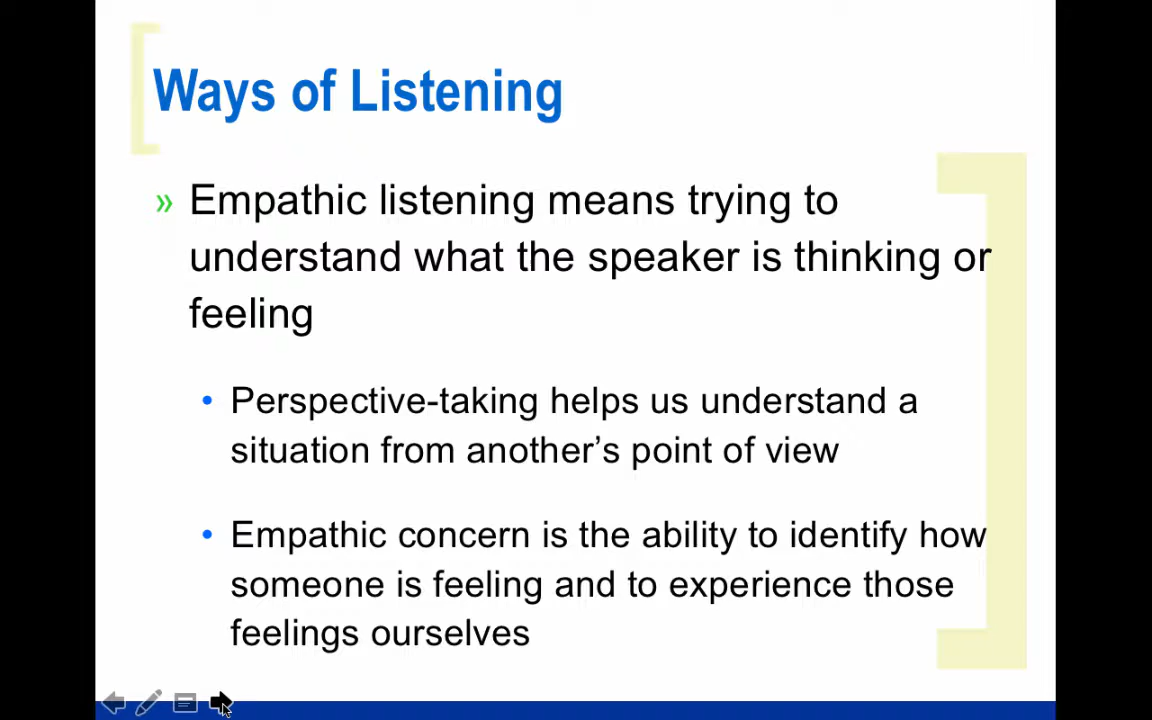 Ways of Listening
» Empathic listening means trying to
understand what the speaker is thinking or
feeling
• Perspective-taking helps us understand a
situation from another’s point of view
• Empathic concern is the ability to identify how
someone is feeling and to experience those
feelings ourselves